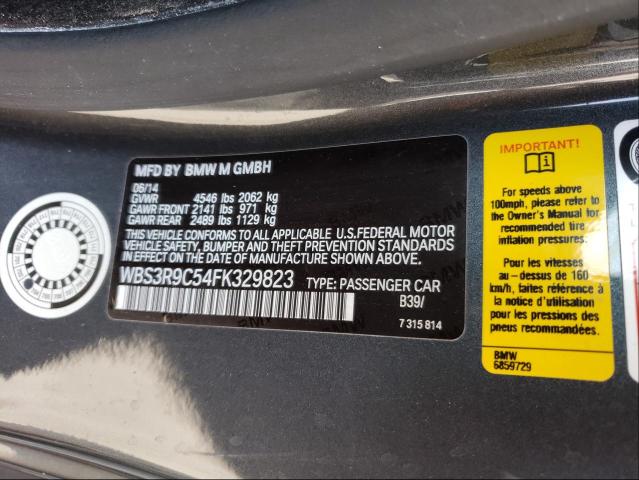 MFD BY BMW M GMBH
06/14
GVWR 4546 lbs 2062 kg
GAWR FRONT 2141 lbs 971 kg
GAWR REAR 2489 lbs 1129 kg
THIS VEHICLE CONFORMS TO ALL APPLICABLE U.S.FEDERAL MOTOR
VEHICLE SAFETY, BUMPER AND THEFT PREVENTION STANDARDS
IN EFFECT ON THE DATE OF MANUFACTURE SHOWN ABOVE.
WBS3R9C54FK329823 TYPE: PASSENGER CAR
B39/
7 315 814
IMPORTANT!
For speeds above
100mph, please refer to
the Owner's Manual for
recommended tire
inflation pressures.
Pour les vitesses
au-dessus de 160
km/h, faites référence à
la notice d'utilisation
pour les pressions des
pneus recommandées.
BMW
6859729